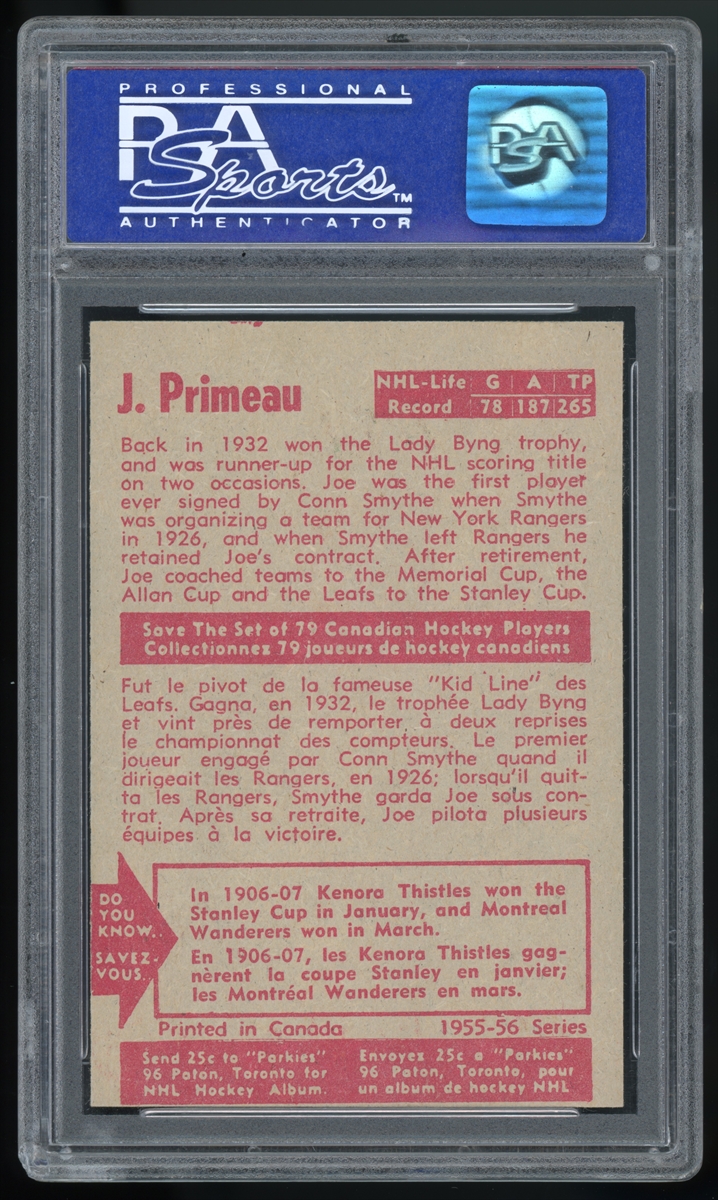 PROFESSIONAL
PSA
Sports TM
AUTHENTICATOR
PSA
J. Primeau
NHL-Life G A TP
Record 78 187 265
Back in 1932 won the Lady Byng trophy,
and was runner-up for the NHL scoring title
on two occasions. Joe was the first player
ever signed by Conn Smythe when Smythe
was organizing a team for New York Rangers
in 1926, and when Smythe left Rangers he
retained Joe's contract. After retirement,
Joe coached teams to the Memorial Cup, the
Allan Cup and the Leafs to the Stanley Cup.
Save The Set of 79 Canadian Hockey Players
Collectionnez 79 joueurs de hockey canadiens
Fut le pivot de la fameuse "Kid Line" des
Leafs. Gagna, en 1932, le trophée Lady Byng
et vint près de remporter à deux reprises
le championnat des compteurs. Le premier
joueur engagé par Conn Smythe quand il
dirigeait les Rangers, en 1926; lorsqu'il quit-
ta les Rangers, Smythe garda Joe sous con-
trat. Après sa retraite, Joe pilota plusieurs
équipes à la victoire.
DO
YOU
KNOW..
SAVEZ-
VOUS..
In 1906-07 Kenora Thistles won the
Stanley Cup in January, and Montreal
Wanderers won in March.
En 1906-07, les Kenora Thistles gag-
nèrent la coupe Stanley en janvier;
les Montréal Wanderers en mars.
Printed in Canada 1955-56 Series
Send 25c to "Parkies"
96 Paton, Toronto for
NHL Hockey Album.
Envoyez 25c a "Parkies"
96 Paton, Toronto, pour
un album de hockey NHL